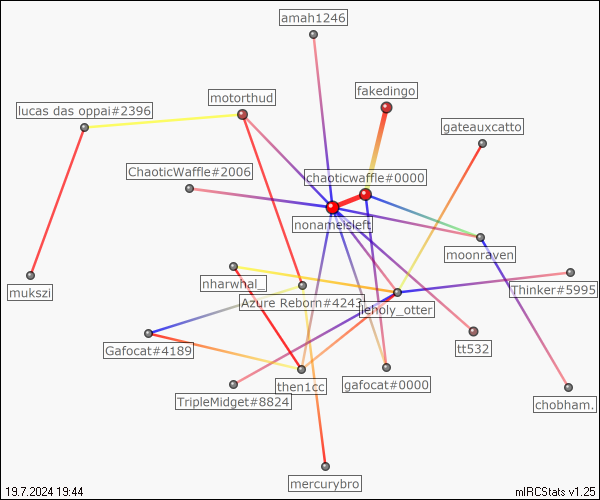 amah1246
fakedingo
motorthud
lucas das oppai#2396
gateauxcatto
ChaoticWaffle#2006
chaoticwaffle#0000
nonameisleft
moonraven
nharwhal_
Thinker#5995
mukszi
Azure Reborn#4243
leholy_otter
Gafocat#4189
tt532
then1cc
gafocat#0000
TripleMidget#8824
chobham.
mercurybro
19.7.2024 19:44
mIRCStats v1.25